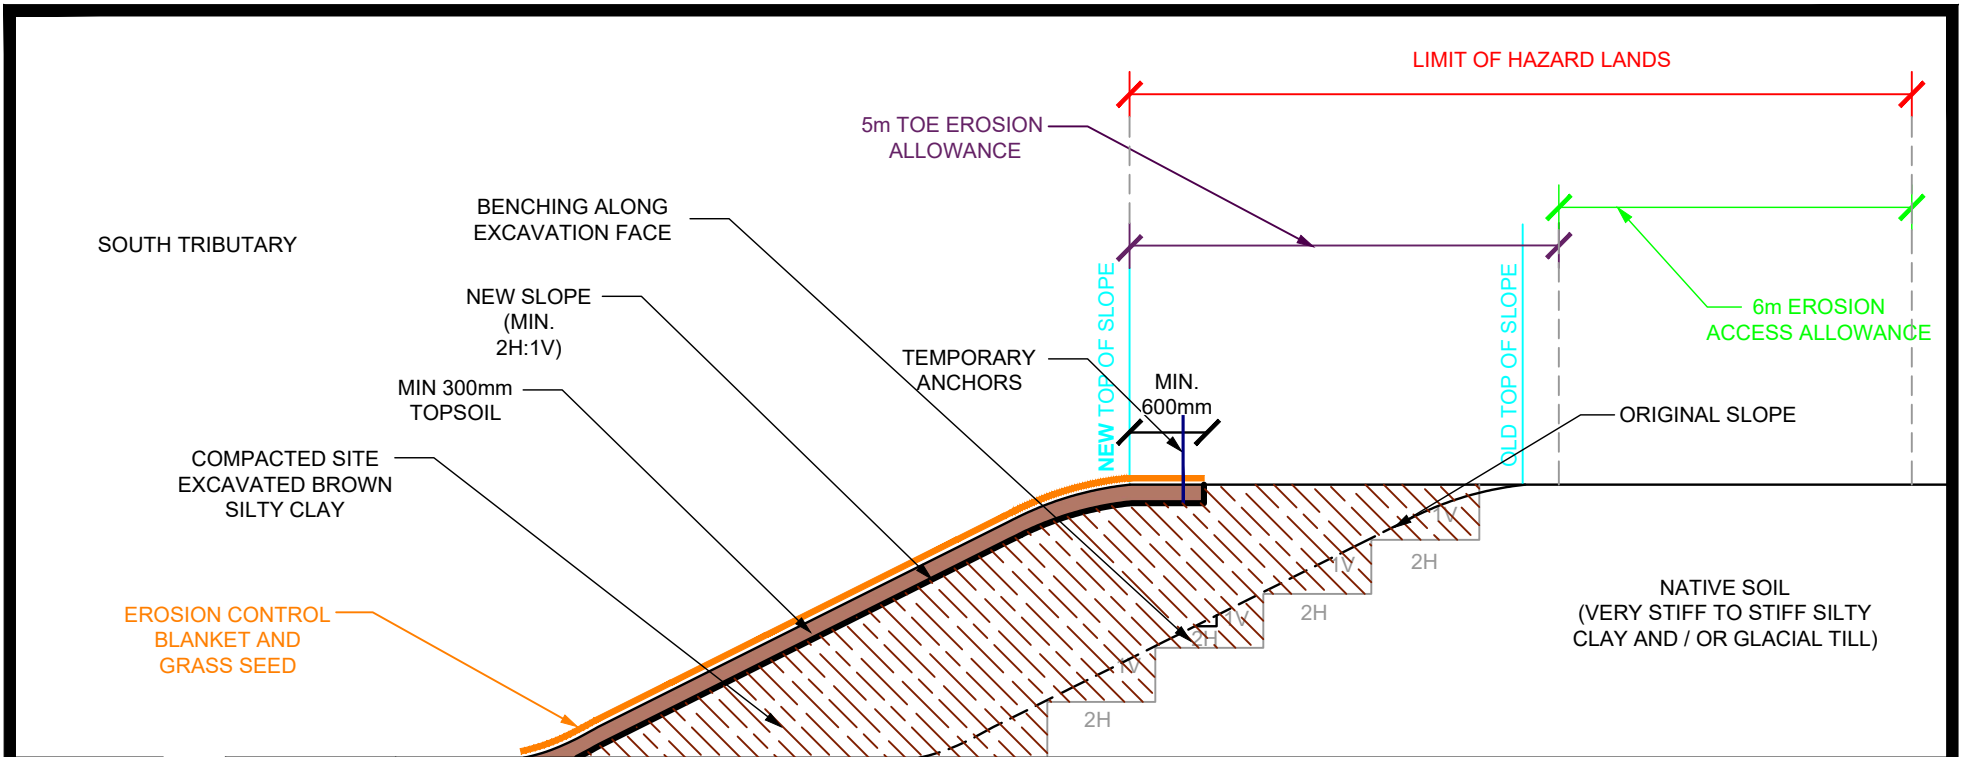 LIMIT OF HAZARD LANDS
5m TOE EROSION
ALLOWANCE
BENCHING ALONG
EXCAVATION FACE
SOUTH TRIBUTARY
NEW SLOPE
(MIN.
2H:1V)
NEW TOP OF SLOPE
OLD TOP OF SLOPE
6m EROSION
ACCESS ALLOWANCE
TEMPORARY
ANCHORS
MIN.
600mm
MIN 300mm
TOPSOIL
ORIGINAL SLOPE
COMPACTED SITE
EXCAVATED BROWN
SILTY CLAY
1V
2H
1V
2H
1V
2H
1V
2H
NATIVE SOIL
(VERY STIFF TO STIFF SILTY
CLAY AND / OR GLACIAL TILL)
EROSION CONTROL
BLANKET AND
GRASS SEED